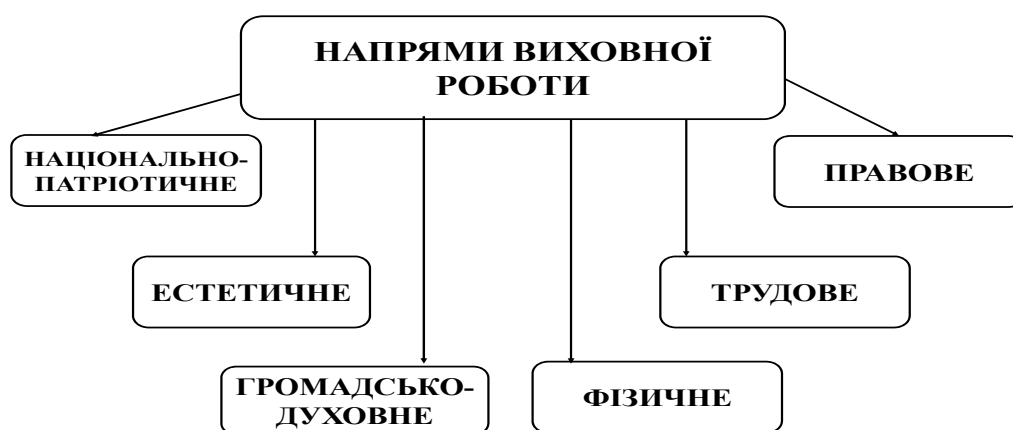 НАПРЯМИ ВИХОВНОЇ
РОБОТИ
НАЦІОНАЛЬНО-
ПАТРІОТИЧНЕ
ПРАВОВЕ
ЕСТЕТИЧНЕ
ТРУДОВЕ
ГРОМАДСЬКО-
ДУХОВНЕ
ФІЗИЧНЕ